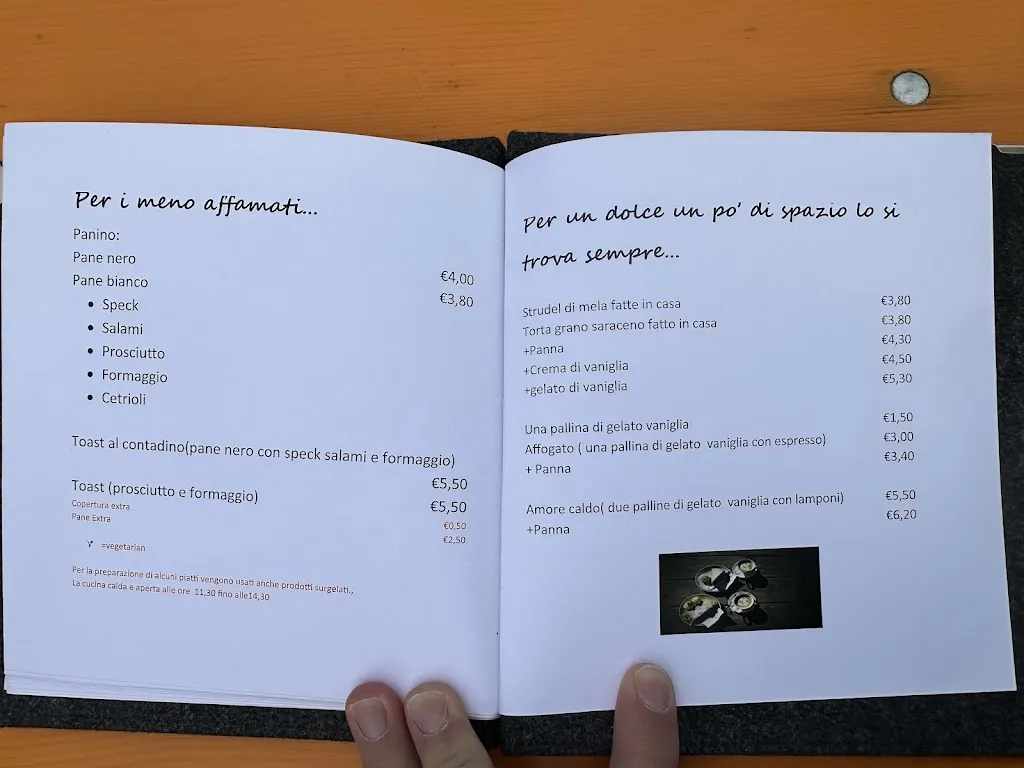 Per i meno affamati...
Panino:
Pane nero €4,00
Pane bianco €3,80
• Speck
• Salami
• Prosciutto
• Formaggio
• Cetrioli
Toast al contadino(pane nero con speck salami e formaggio)
€5,50
Toast (prosciutto e formaggio) €5,50
Copertura extra €0,50
Pane Extra €2,50
=vegetarian
Per la preparazione di alcuni piatti vengono usati anche prodotti surgelati.,
La cucina calda e aperta alle ore 11,30 fino alle14,30
Per un dolce un po' di spazio lo si
trova sempre...
Strudel di mela fatte in casa €3,80
Torta grano saraceno fatto in casa €3,80
+Panna €4,30
+Crema di vaniglia €4,50
+gelato di vaniglia €5,30
Una pallina di gelato vaniglia €1,50
Affogato ( una pallina di gelato vaniglia con espresso) €3,00
+ Panna €3,40
Amore caldo( due palline di gelato vaniglia con lamponi) €5,50
+Panna €6,20